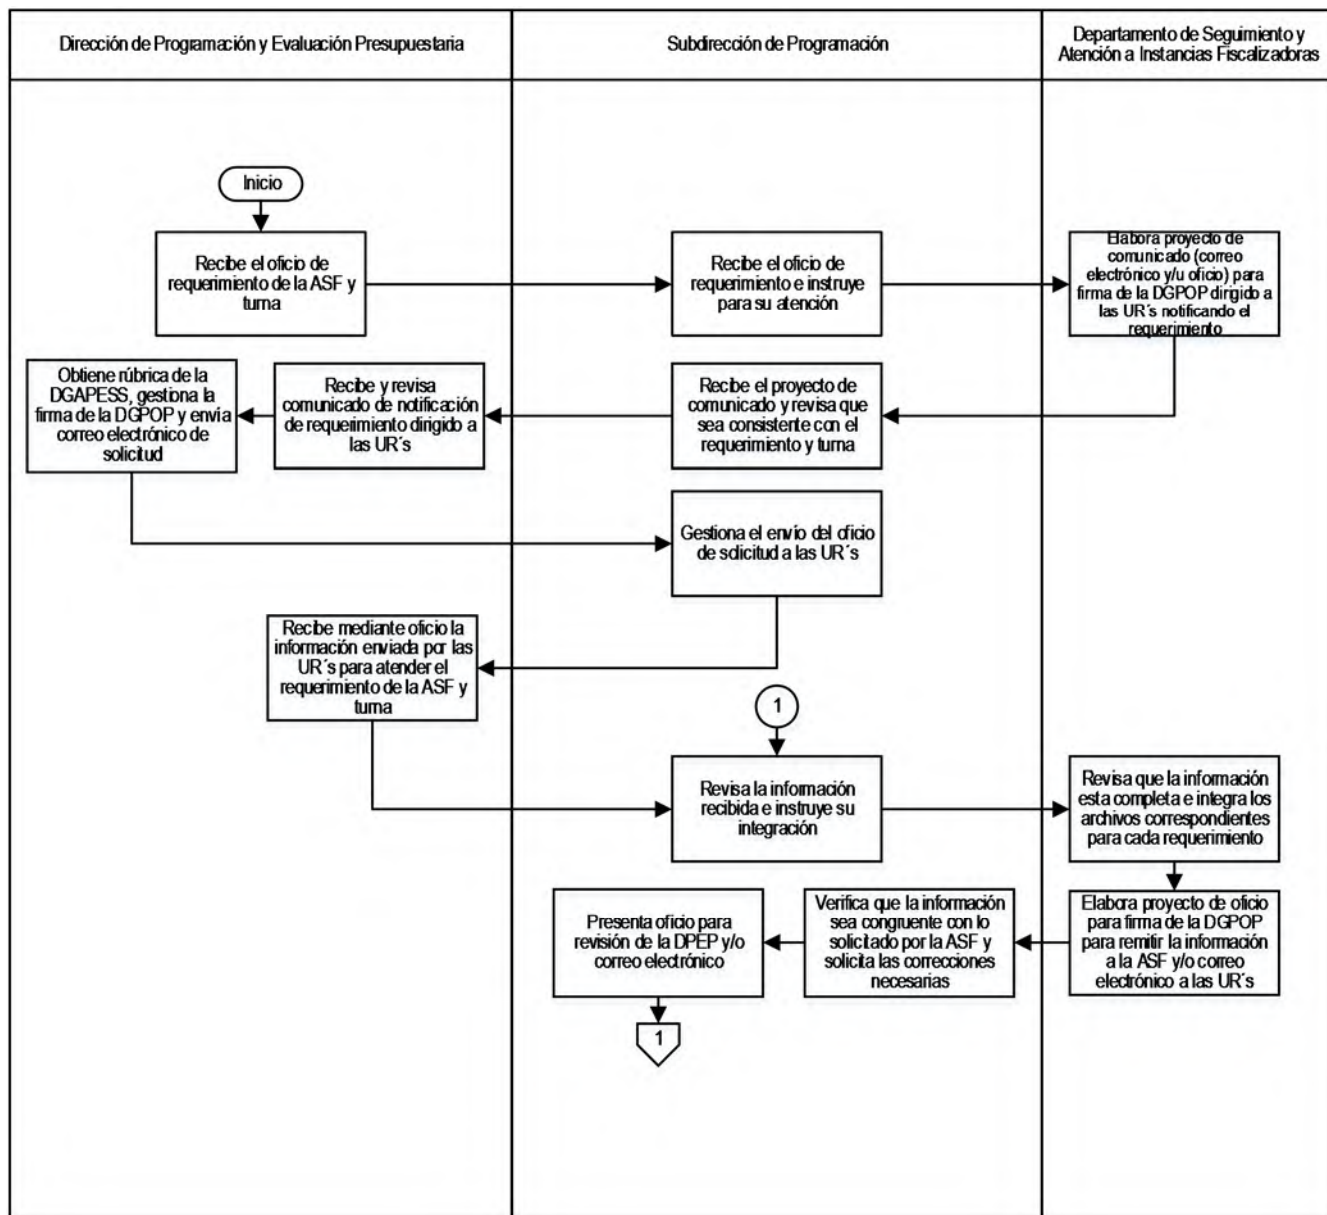 Dirección de Programación y Evaluación Presupuestaria
Subdirección de Programación
Departamento de Seguimiento y
Atención a Instancias Fiscalizadoras
Inicio
Recibe el oficio de
requerimiento de la ASF y
turna
Recibe el oficio de
requerimiento e instruye
para su atención
Elabora proyecto de
comunicado (correo
electrónico y/u oficio) para
firma de la DGPOP dirigido a
las UR´s notificando el
requerimiento
Obtiene rúbrica de la
DGAPESS, gestiona la
firma de la DGPOP y envía
correo electrónico de
solicitud
Recibe y revisa
comunicado de notificación
de requerimiento dirigido a
las UR´s
Recibe el proyecto de
comunicado y revisa que
sea consistente con el
requerimiento y turna
Gestiona el envío del oficio
de solicitud a las UR´s
Recibe mediante oficio la
información enviada por las
UR´s para atender el
requerimiento de la ASF y
turna
1
Revisa la información
recibida e instruye su
integración
Revisa que la información
esta completa e integra los
archivos correspondientes
para cada requerimiento
Presenta oficio para
revisión de la DPEP y/o
correo electrónico
Verifica que la información
sea congruente con lo
solicitado por la ASF y
solicita las correcciones
necesarias
Elabora proyecto de oficio
para firma de la DGPOP
para remitir la información
a la ASF y/o correo
electrónico a las UR´s
1